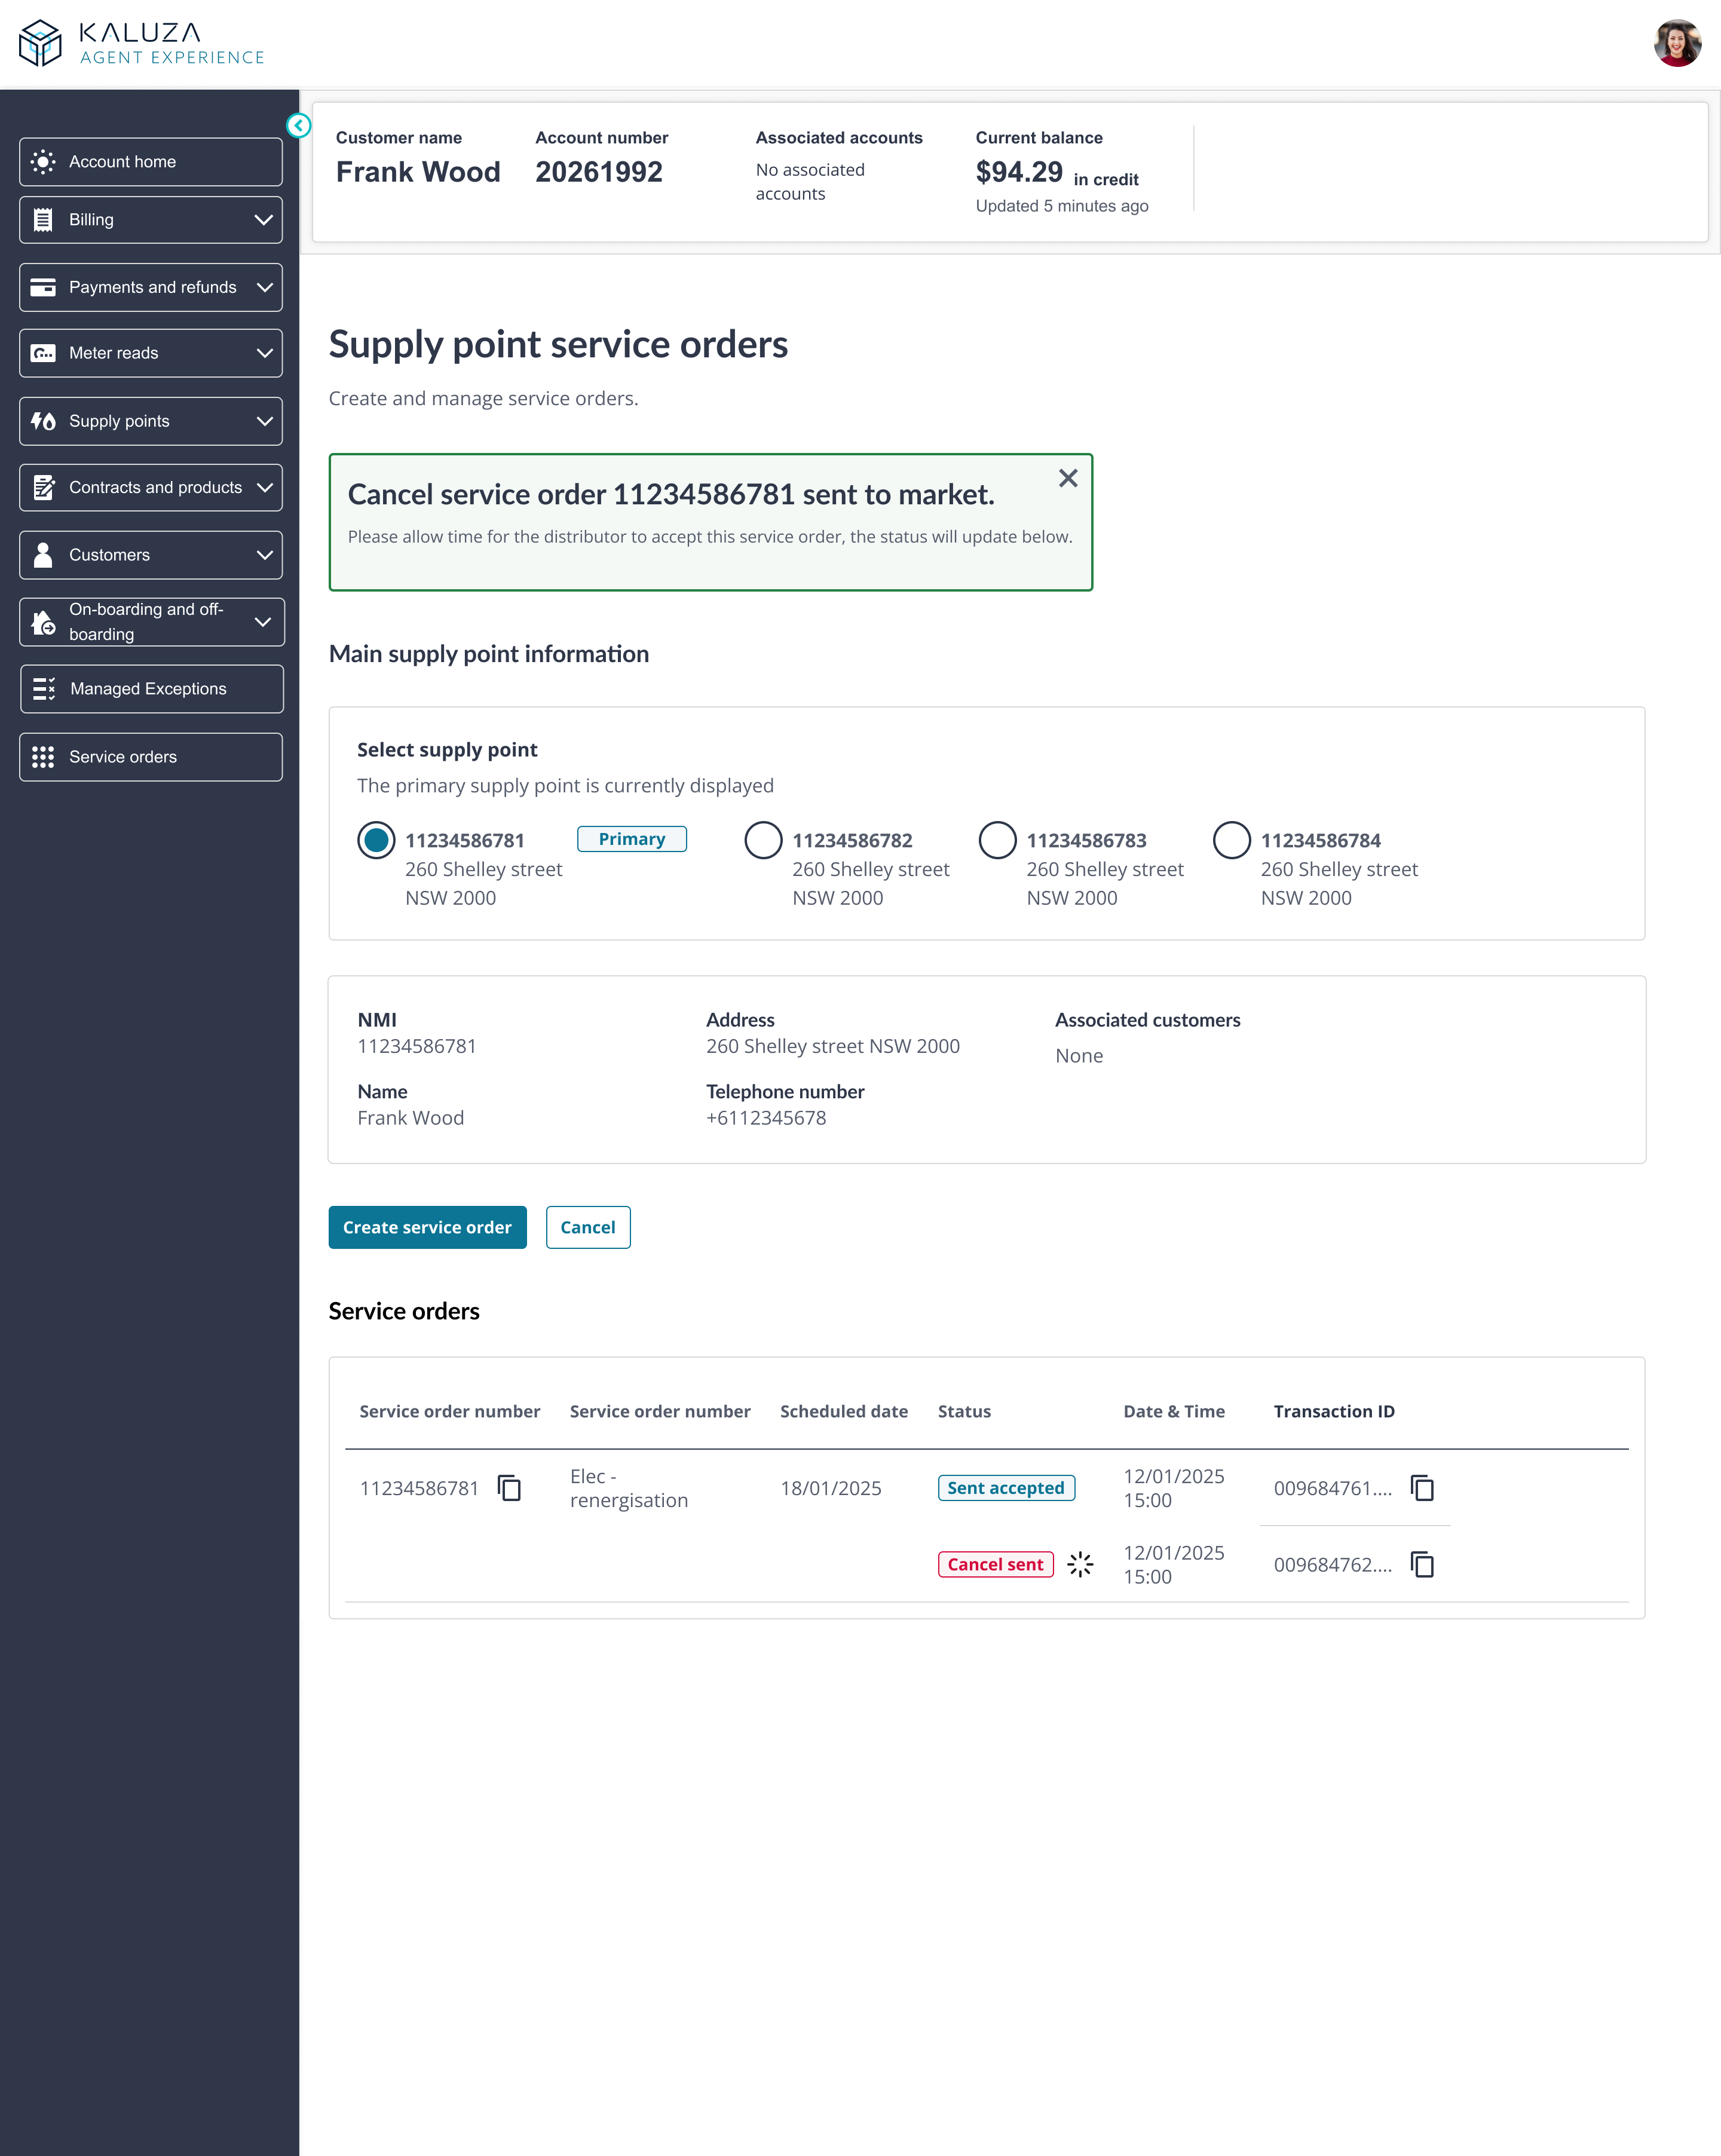 KALUZA
AGENT EXPERIENCE
Account home
Billing
Payments and refunds
Meter reads
Supply points
Contracts and products
Customers
On-boarding and off-
boarding
Managed Exceptions
Service orders
Customer name
Frank Wood
Account number
20261992
Associated accounts
No associated
accounts
Current balance
$94.29 in credit
Updated 5 minutes ago
Supply point service orders
Create and manage service orders.
Cancel service order 11234586781 sent to market.
Please allow time for the distributor to accept this service order, the status will update below.
Main supply point information
Select supply point
The primary supply point is currently displayed
11234586781 Primary
260 Shelley street
NSW 2000
11234586782
260 Shelley street
NSW 2000
11234586783
260 Shelley street
NSW 2000
11234586784
260 Shelley street
NSW 2000
NMI
11234586781
Address
260 Shelley street NSW 2000
Associated customers
None
Name
Frank Wood
Telephone number
+6112345678
Create service order Cancel
Service orders
Service order number Service order number Scheduled date Status Date & Time Transaction ID
11234586781
Elec -
renergisation
18/01/2025
Sent accepted
12/01/2025
15:00
009684761....
Cancel sent
12/01/2025
15:00
009684762....